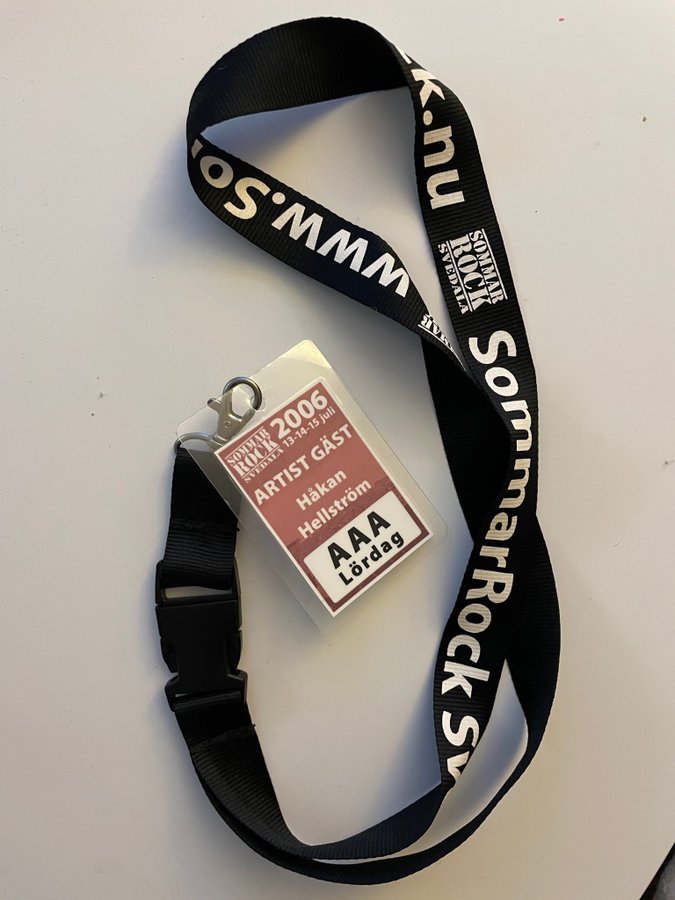 ck.nu
www.So
SOMMAR
ROCK
SVEDALA
SommarRock Sv
SOMMAR
ROCK
SVEDALA
2006
13-14-15 juli
ARTIST GÄST
Håkan
Hellström
AAA
Lördag